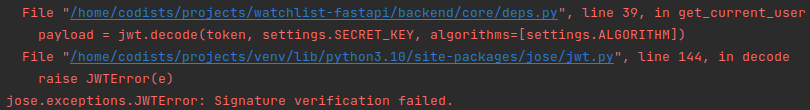 File "/home/codists/projects/watchlist-fastapi/backend/core/deps.py", line 39, in get_current_user
payload = jwt.decode(token, settings.SECRET_KEY, algorithms=[settings.ALGORITHM])
File "/home/codists/projects/venv/lib/python3.10/site-packages/jose/jwt.py", line 144, in decode
raise JWTError(e)
jose.exceptions.JWTError: Signature verification failed.